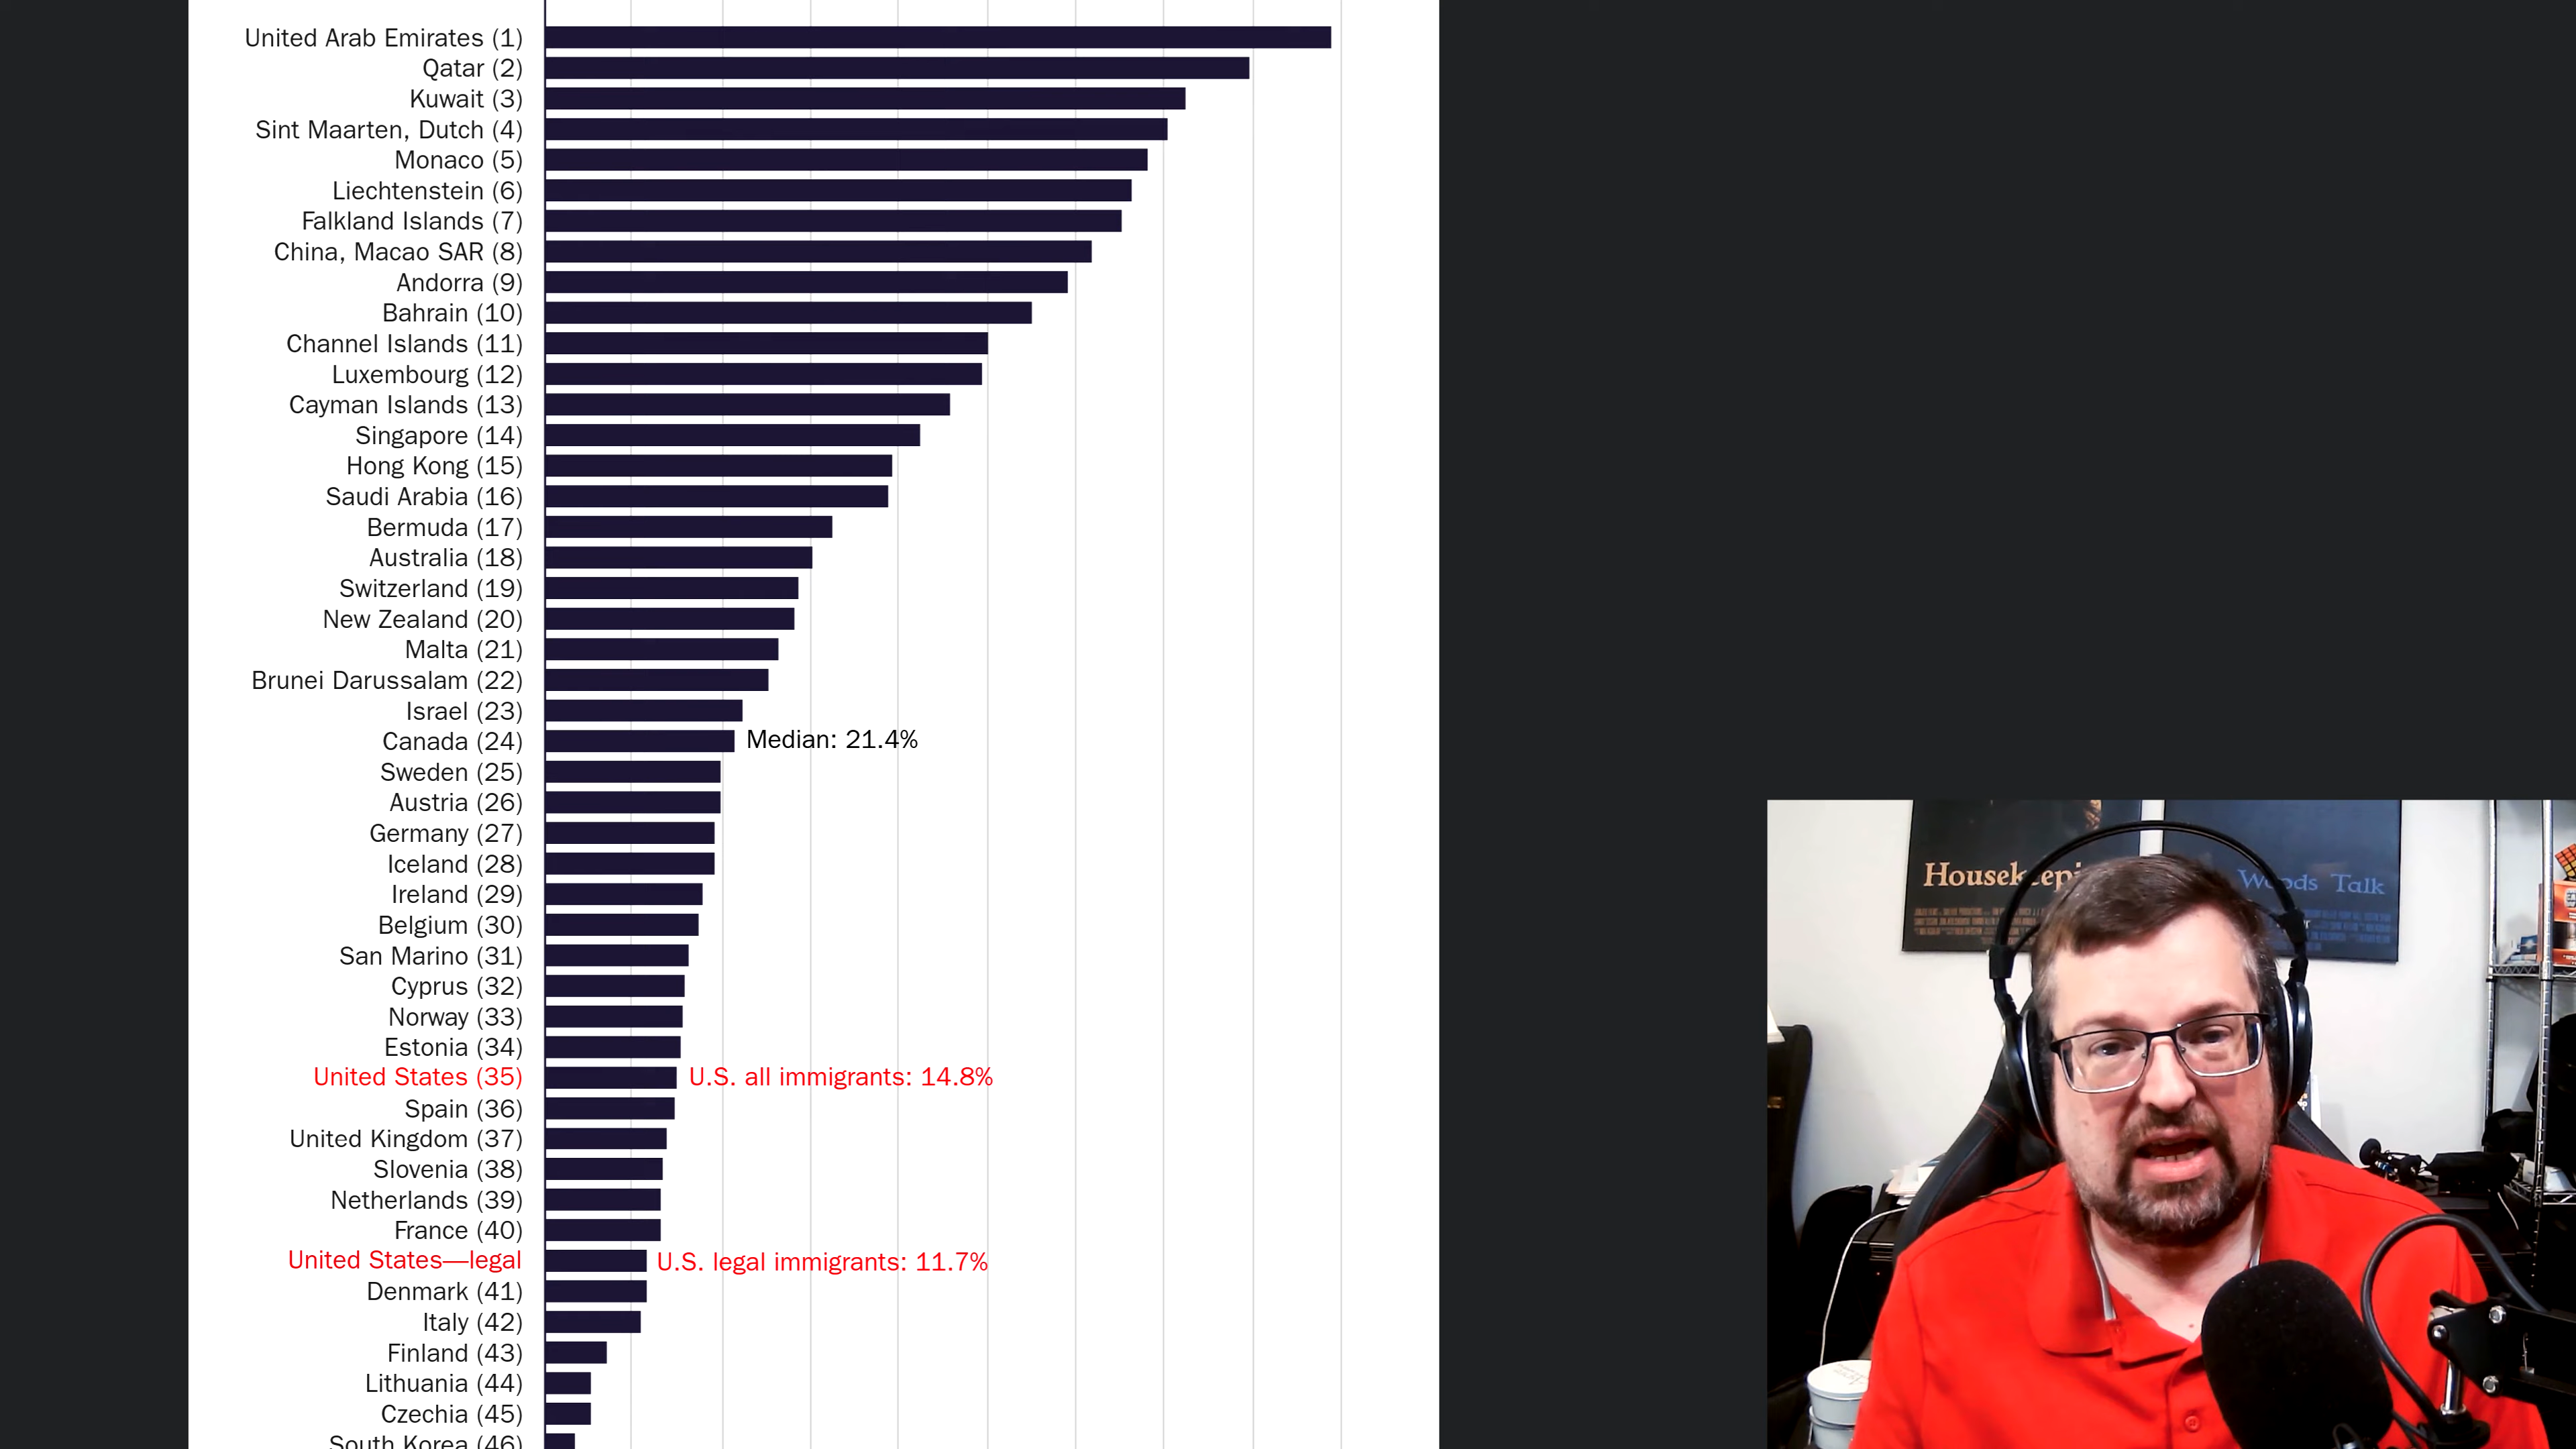 United Arab Emirates (1)
Qatar (2)
Kuwait (3)
Sint Maarten, Dutch (4)
Monaco (5)
Liechtenstein (6)
Falkland Islands (7)
China, Macao SAR (8)
Andorra (9)
Bahrain (10)
Channel Islands (11)
Luxembourg (12)
Cayman Islands (13)
Singapore (14)
Hong Kong (15)
Saudi Arabia (16)
Bermuda (17)
Australia (18)
Switzerland (19)
New Zealand (20)
Malta (21)
Brunei Darussalam (22)
Israel (23)
Canada (24) Median: 21.4%
Sweden (25)
Austria (26)
Germany (27)
Iceland (28)
Ireland (29)
Belgium (30)
San Marino (31)
Cyprus (32)
Norway (33)
Estonia (34)
United States (35) U.S. all immigrants: 14.8%
Spain (36)
United Kingdom (37)
Slovenia (38)
Netherlands (39)
France (40)
United States—legal U.S. legal immigrants: 11.7%
Denmark (41)
Italy (42)
Finland (43)
Lithuania (44)
Czechia (45)
South Korea (46)
Woods Talk